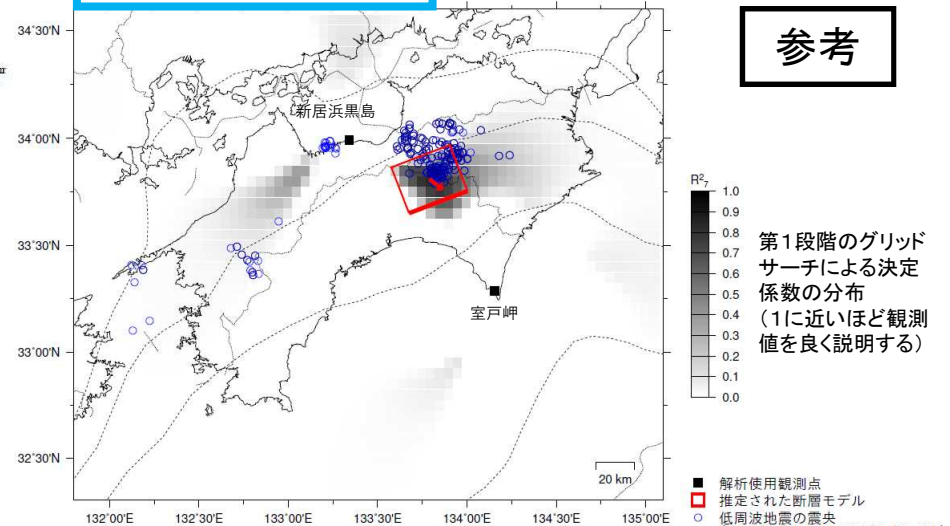 参考
34°30'N
34°00'N
33°30'N
33°00'N
32°30'N
132°00'E
132°30'E
133°00'E
133°30'E
134°00'E
134°30'E
135°00'E
新居浜黒島
室戸岬
20 km
R²₇
1.0
0.9
0.8
0.7
0.6
0.5
0.4
0.3
0.2
0.1
0.0
第1段階のグリッド
サーチによる決定
係数の分布
（1に近いほど観測
値を良く説明する）
解析使用観測点
推定された断層モデル
低周波地震の震央